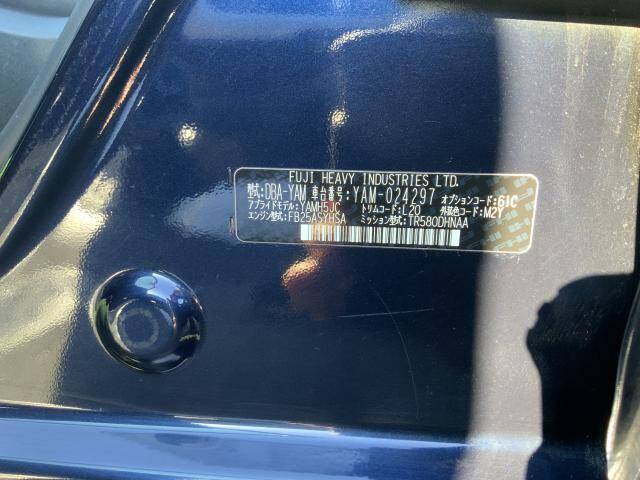 FUJI HEAVY INDUSTRIES LTD.
型式:DBA-YAM 車台番号:YAM-024297 オプションコード:6IC
アプライドモデル:YAMH5JC トリムコード:L20 外装色コード:M2Y
エンジン型式:FB25ASYHSA ミッション型式:TR580DHNAA